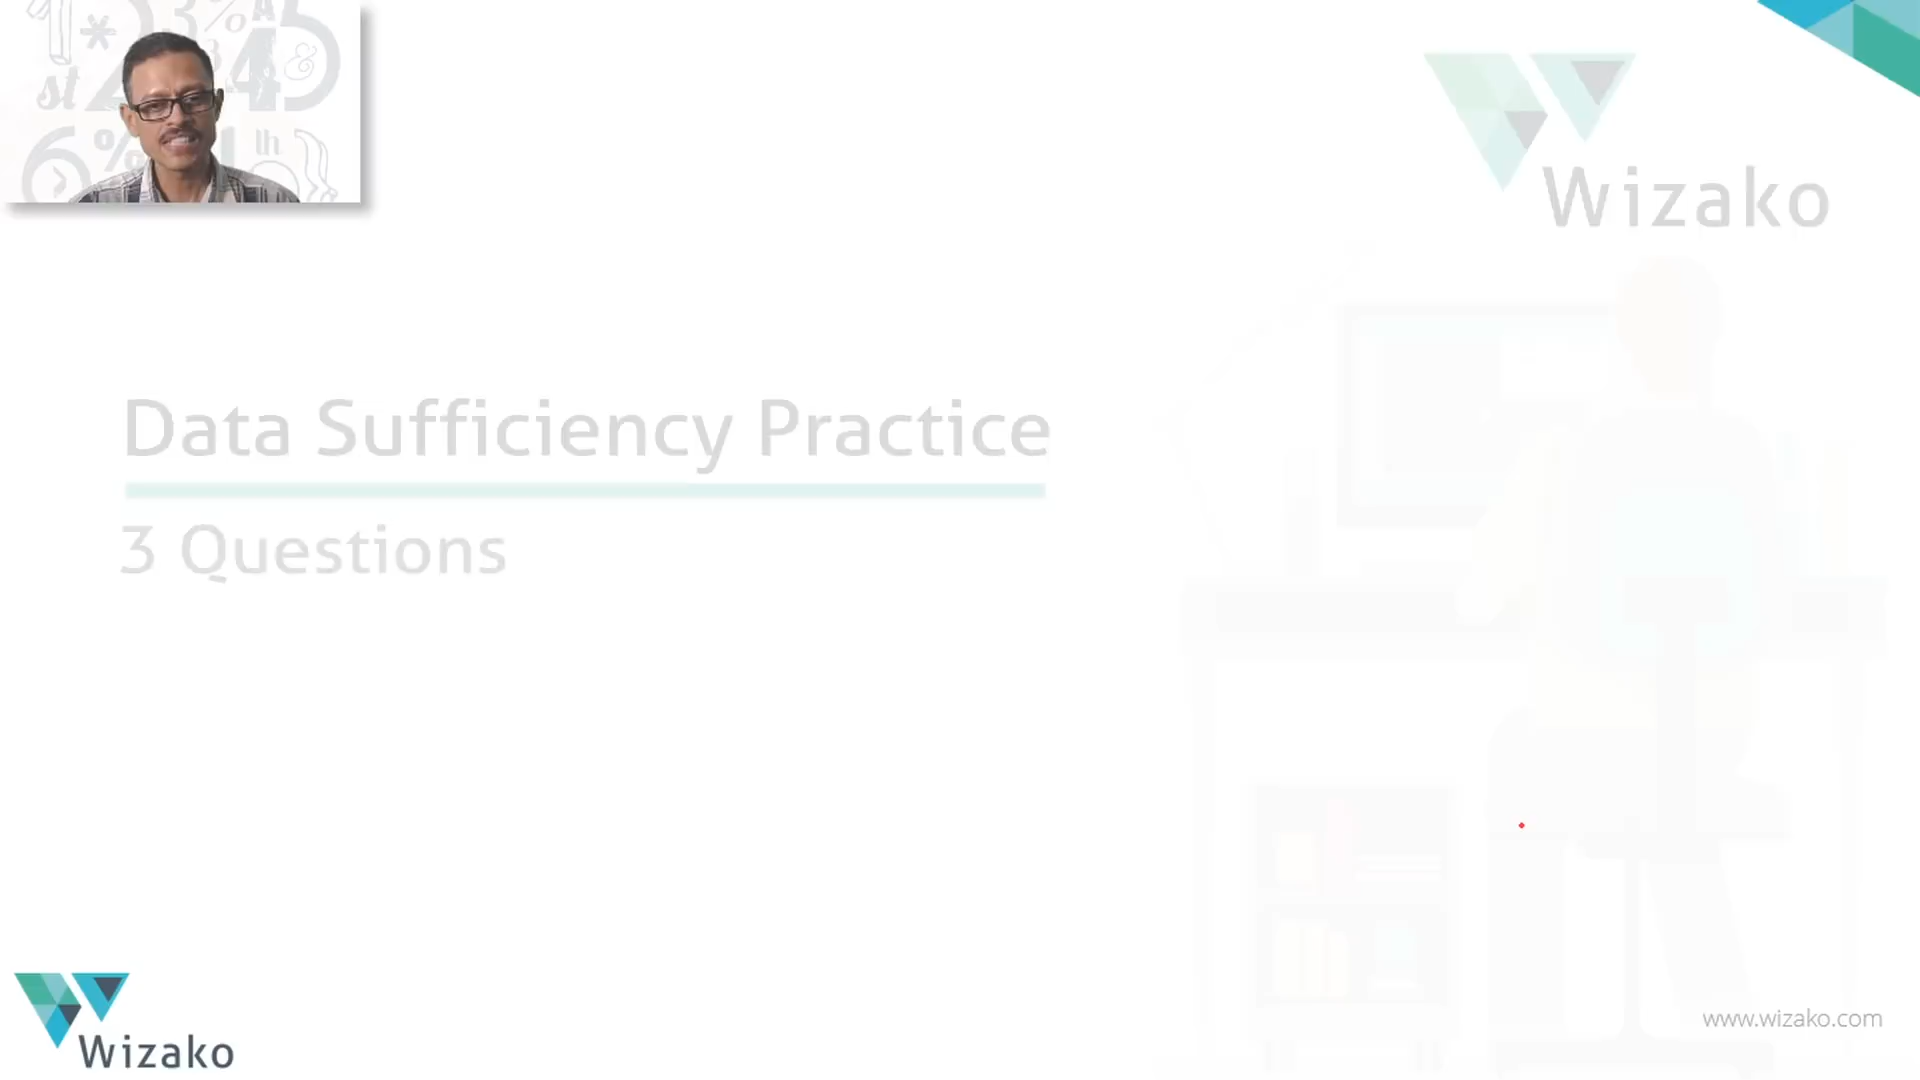 Wizako
Data Sufficiency Practice
3 Questions
Wizako
www.wizako.com